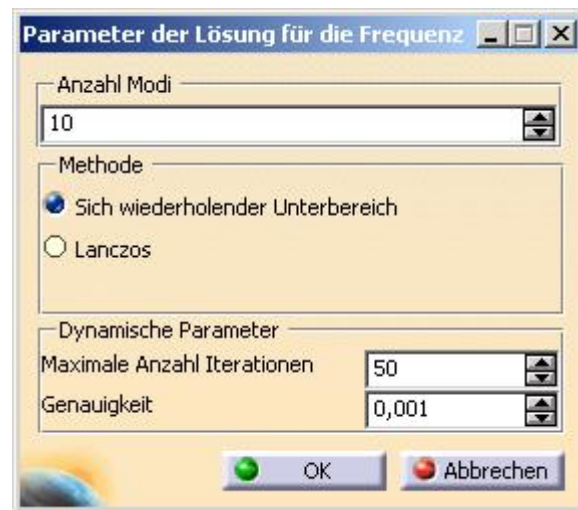 Parameter der Lösung für die Frequenz
Anzahl Modi
10
Methode
Sich wiederholender Unterbereich
Lanczos
Dynamische Parameter
Maximale Anzahl Iterationen 50
Genauigkeit 0,001
OK Abbrechen